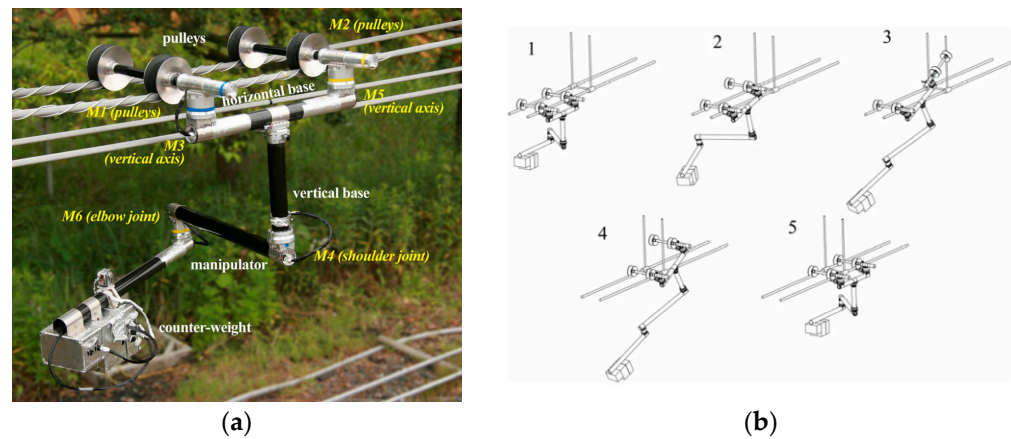 pulleys
M2 (pulleys)
M1 (pulleys)
horizontal base
M5
(vertical axis)
M3
(vertical axis)
vertical base
M6 (elbow joint)
manipulator
M4 (shoulder joint)
counter-weight
(a)
1
2
3
4
5
(b)